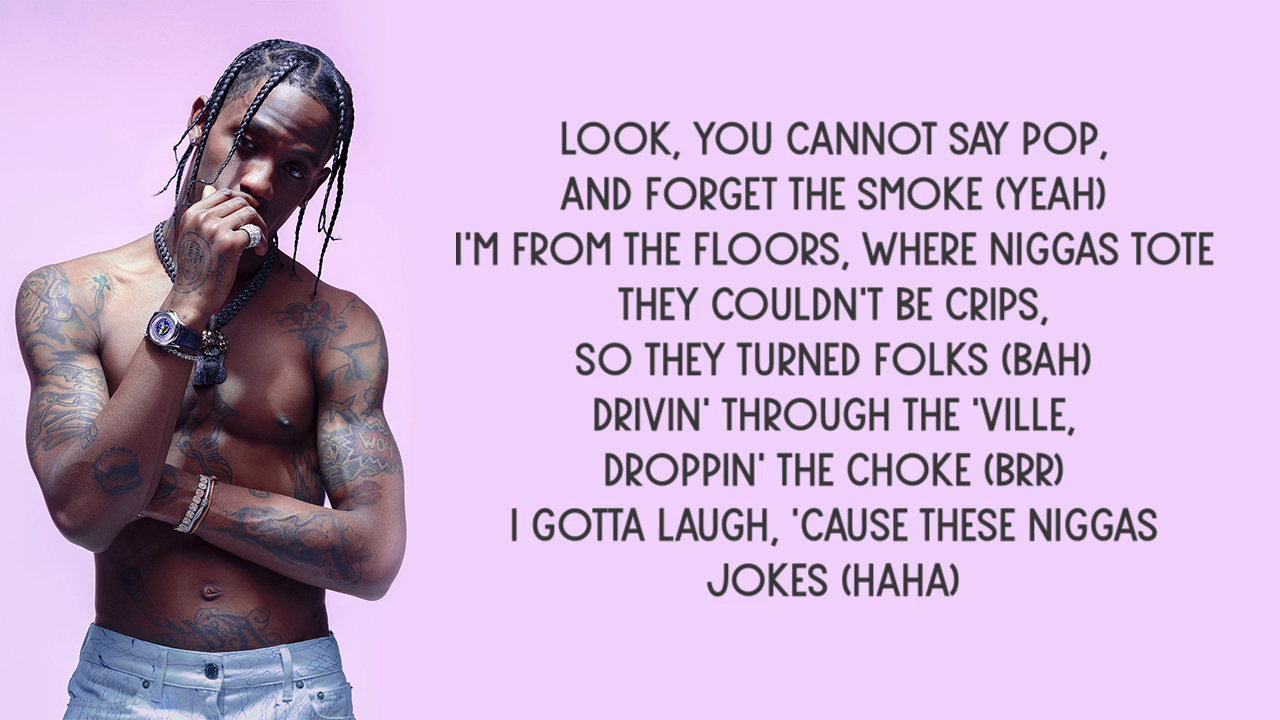 LOOK, YOU CANNOT SAY POP,
AND FORGET THE SMOKE (YEAH)
I'M FROM THE FLOORS, WHERE NIGGAS TOTE
THEY COULDN'T BE CRIPS,
SO THEY TURNED FOLKS (BAH)
DRIVIN' THROUGH THE 'VILLE,
DROPPIN' THE CHOKE (BRR)
I GOTTA LAUGH, 'CAUSE THESE NIGGAS
JOKES (HAHA)